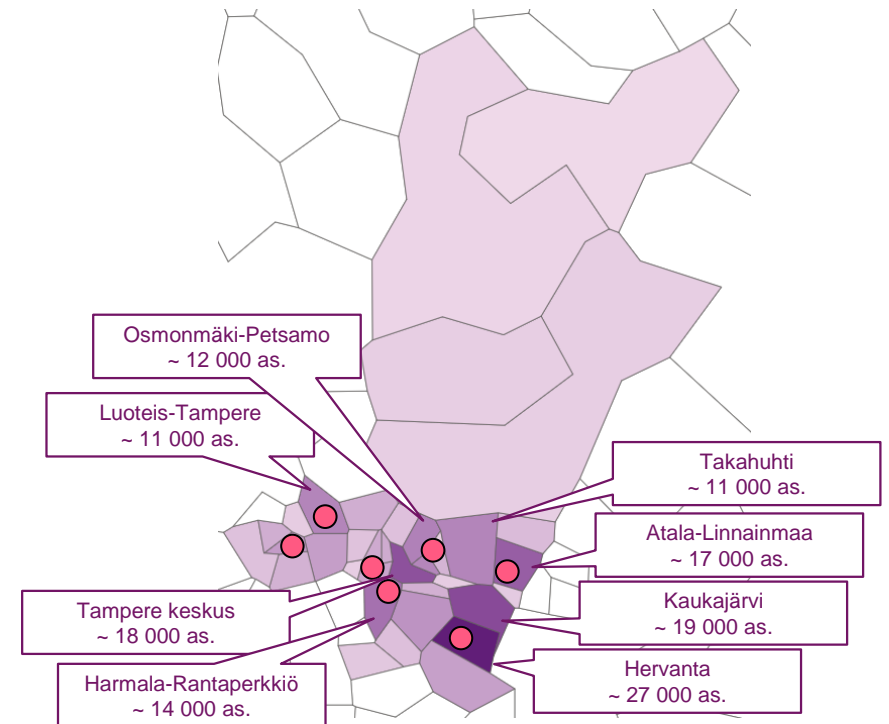 Osmonmäki-Petsamo
~ 12 000 as.
Luoteis-Tampere
~ 11 000 as.
Takahuhti
~ 11 000 as.
Atala-Linnainmaa
~ 17 000 as.
Tampere keskus
~ 18 000 as.
Kaukajärvi
~ 19 000 as.
Harmala-Rantaperkkiö
~ 14 000 as.
Hervanta
~ 27 000 as.